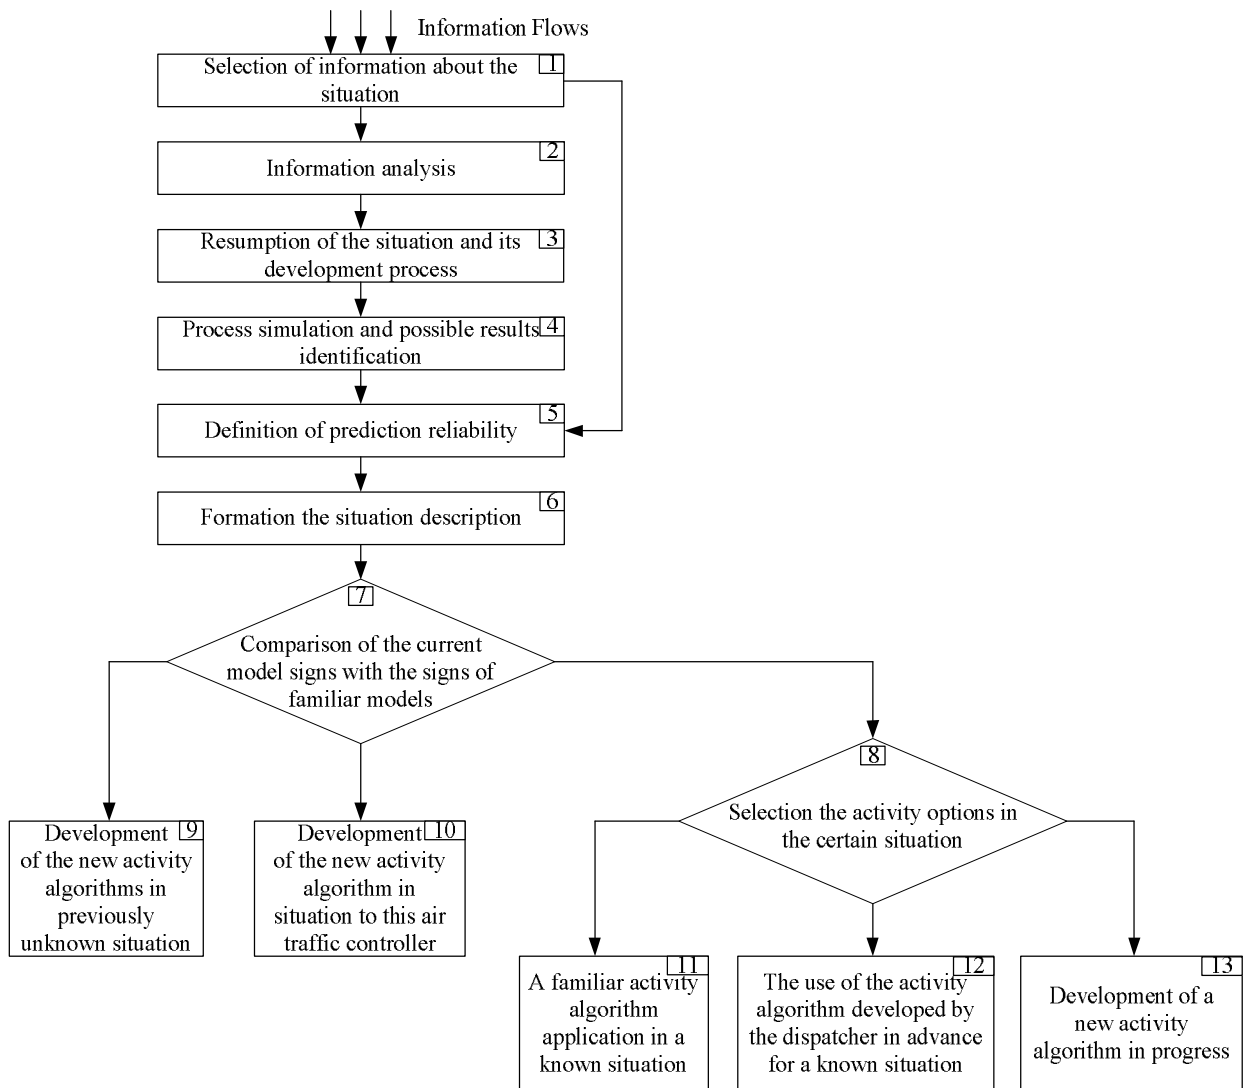 Information Flows
1
Selection of information about the
situation
2
Information analysis
3
Resumption of the situation and its
development process
4
Process simulation and possible results
identification
5
Definition of prediction reliability
6
Formation the situation description
7
Comparison of the current
model signs with the signs of
familiar models
8
Selection the activity options in
the certain situation
9
Development
of the new activity
algorithms in
previously
unknown situation
10
Development
of the new activity
algorithm in
situation to this air
traffic controller
11
A familiar activity
algorithm
application in a
known situation
12
The use of the activity
algorithm developed by
the dispatcher in advance
for a known situation
13
Development of a
new activity
algorithm in progress